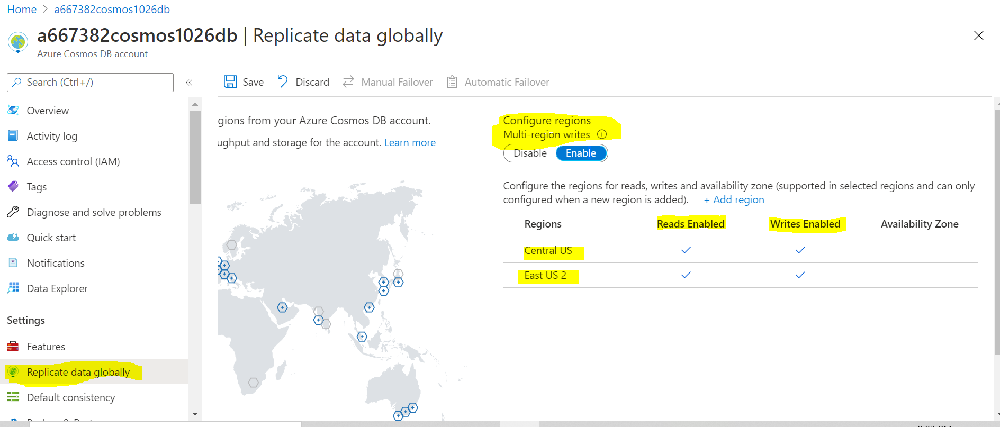 Home > a667382cosmos1026db
a667382cosmos1026db | Replicate data globally
Azure Cosmos DB account
Search (Ctrl+/)
«
Save
Discard
Manual Failover
Automatic Failover
Overview
Activity log
Access control (IAM)
Tags
Diagnose and solve problems
Quick start
Notifications
Data Explorer
Settings
Features
Replicate data globally
Default consistency
gions from your Azure Cosmos DB account.
ughput and storage for the account. Learn more
Configure regions
Multi-region writes
Disable Enable
Configure the regions for reads, writes and availability zone (supported in selected regions and can only
configured when a new region is added). + Add region
Regions Reads Enabled Writes Enabled Availability Zone
Central US
East US 2